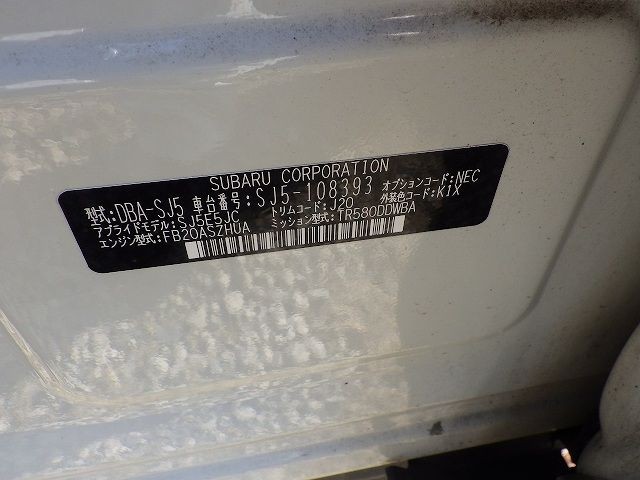 SUBARU CORPORATION
型式:DBA-SJ5 車台番号:SJ5-108393 オプションコード:NEC
アプライドモデル:SJ5E5JC トリムコード:J20 外装色コード:K1X
エンジン型式:FB20ASZHUA ミッション型式:TR580DDWBA